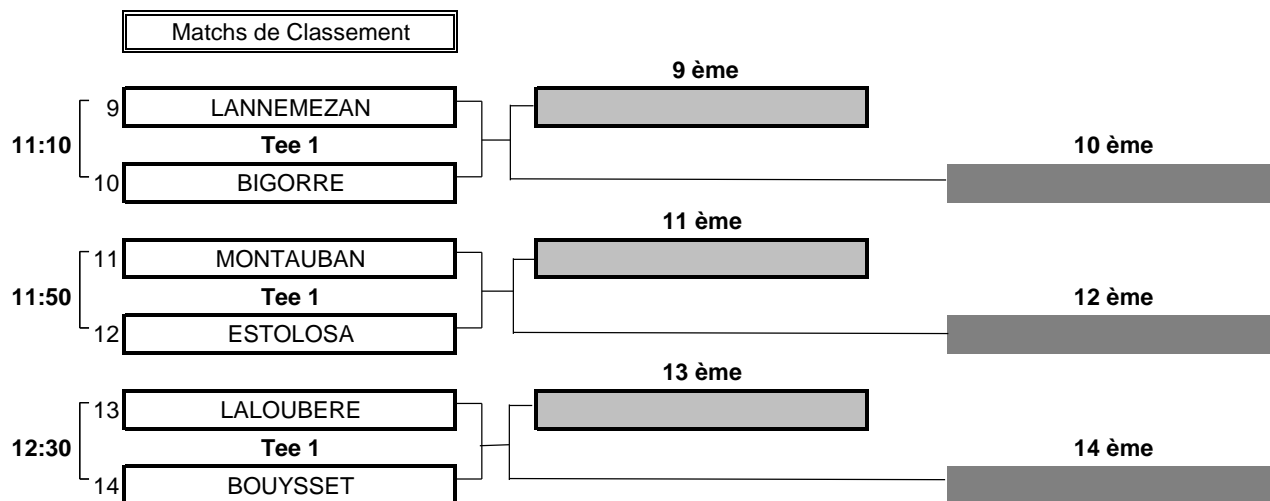 Matchs de Classement
9 ème
9 LANNEMEZAN
11:10 Tee 1 10 ème
10 BIGORRE
11 ème
11 MONTAUBAN
11:50 Tee 1 12 ème
12 ESTOLOSA
13 ème
13 LALOUBERE
12:30 Tee 1 14 ème
14 BOUYSSET